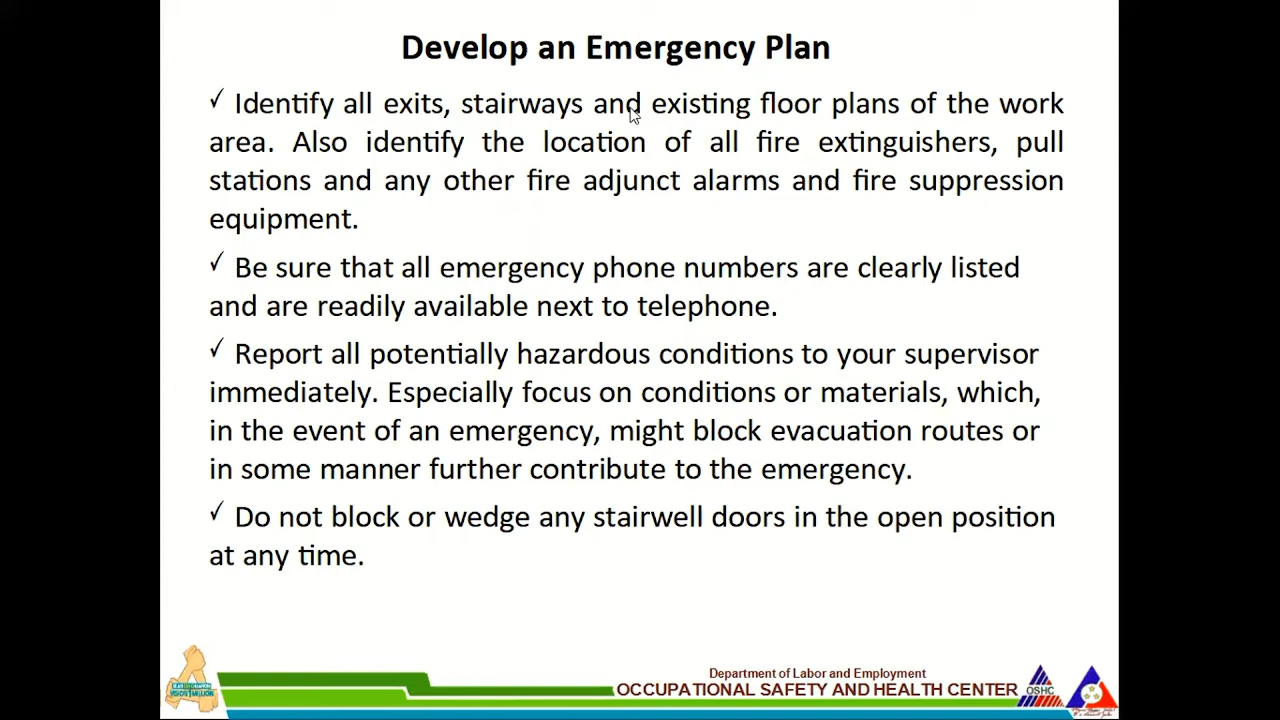 Develop an Emergency Plan
✓ Identify all exits, stairways and existing floor plans of the work
area. Also identify the location of all fire extinguishers, pull
stations and any other fire adjunct alarms and fire suppression
equipment.
✓ Be sure that all emergency phone numbers are clearly listed
and are readily available next to telephone.
✓ Report all potentially hazardous conditions to your supervisor
immediately. Especially focus on conditions or materials, which,
in the event of an emergency, might block evacuation routes or
in some manner further contribute to the emergency.
✓ Do not block or wedge any stairwell doors in the open position
at any time.
Department of Labor and Employment
OCCUPATIONAL SAFETY AND HEALTH CENTER
OSHC